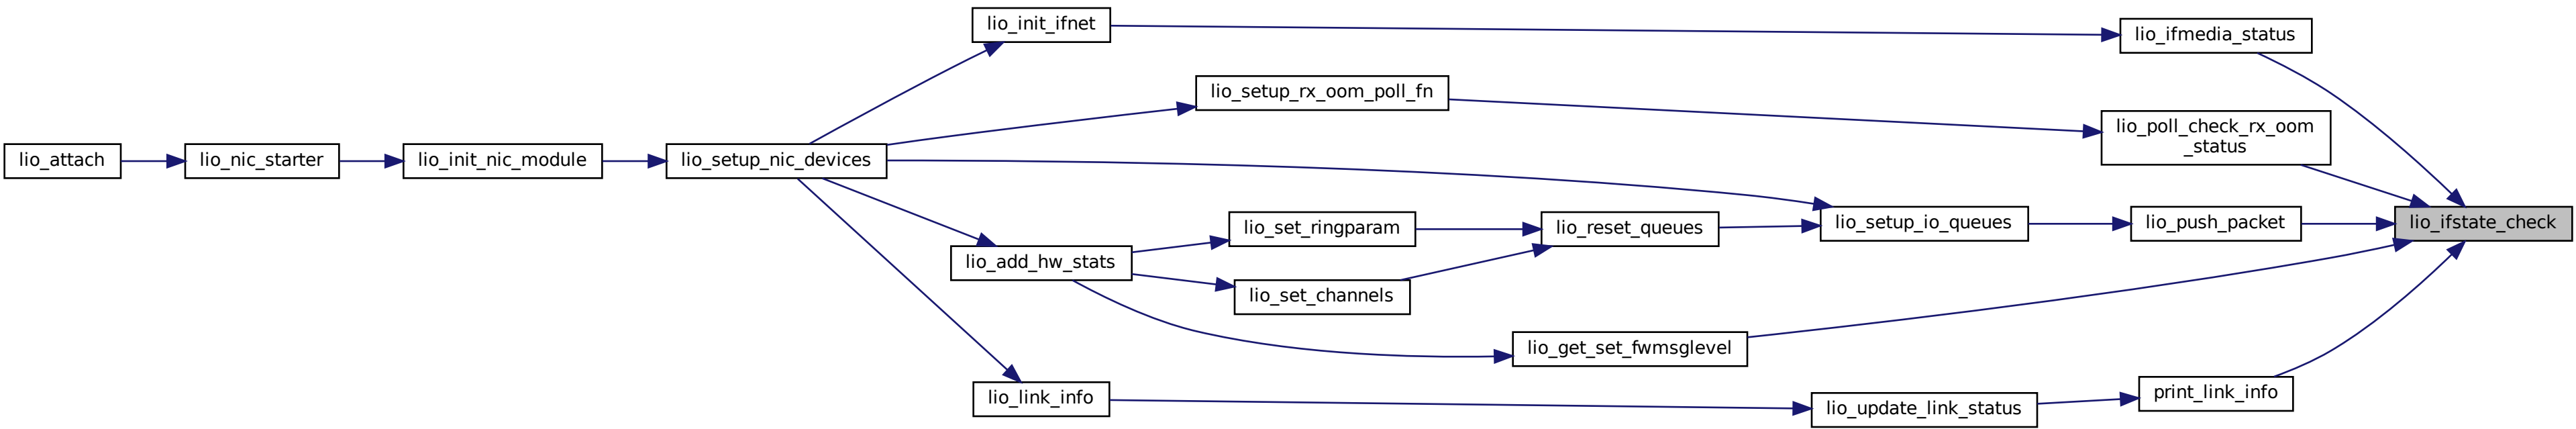 lio_init_ifnet
lio_ifmedia_status
lio_setup_rx_oom_poll_fn
lio_poll_check_rx_oom
_status
lio_attach
lio_nic_starter
lio_init_nic_module
lio_setup_nic_devices
lio_set_ringparam
lio_reset_queues
lio_setup_io_queues
lio_push_packet
lio_ifstate_check
lio_add_hw_stats
lio_set_channels
lio_get_set_fwmsglevel
lio_link_info
lio_update_link_status
print_link_info